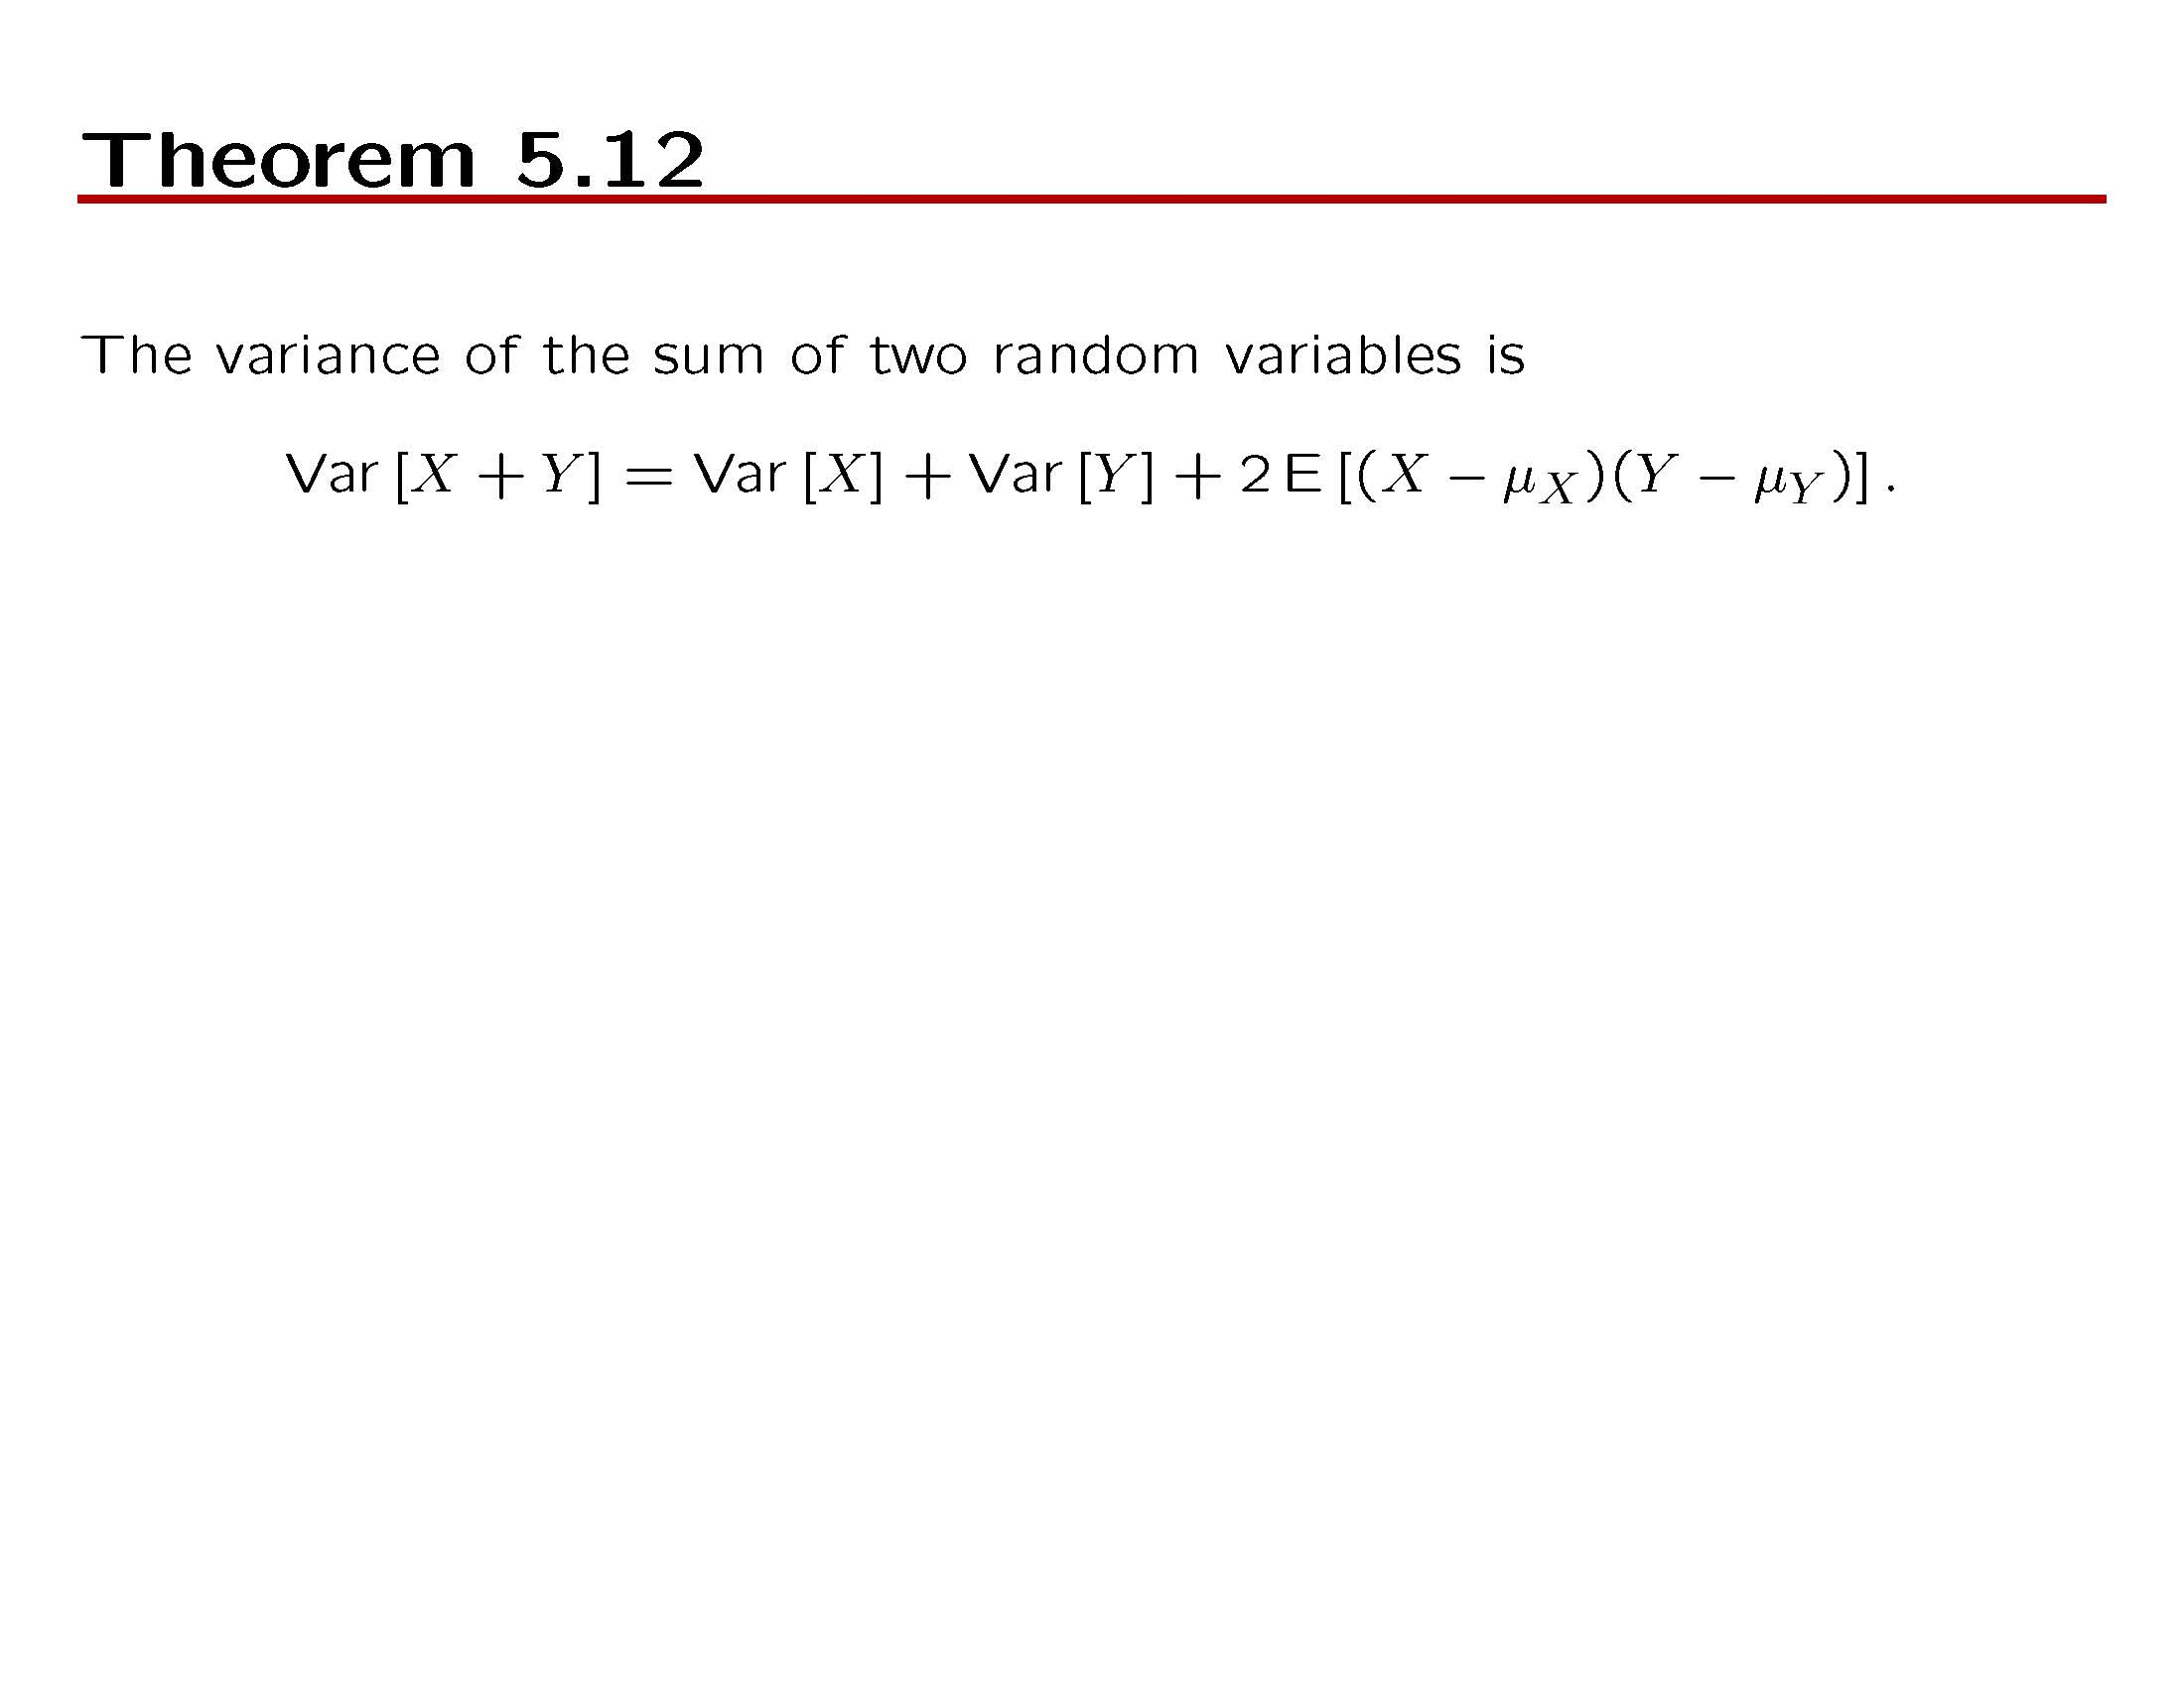 Theorem 5.12
The variance of the sum of two random variables is
Var [X + Y] = Var [X] + Var [Y] + 2 E [(X − μ_X)(Y − μ_Y)] .